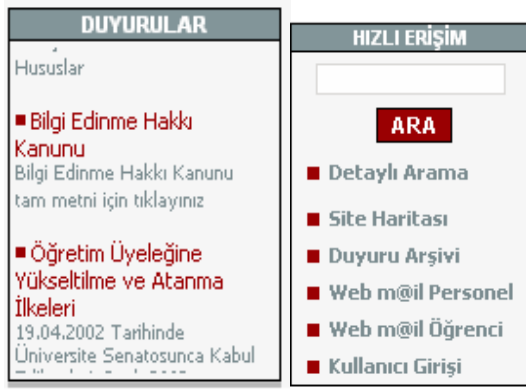 DUYURULAR
Hususlar
Bilgi Edinme Hakkı
Kanunu
Bilgi Edinme Hakkı Kanunu
tam metni için tıklayınız
Öğretim Üyeleğine
Yükseltilme ve Atanma
İlkeleri
19.04.2002 Tarihinde
Üniversite Senatosunca Kabul
HIZLI ERİŞİM
ARA
Detaylı Arama
Site Haritası
Duyuru Arşivi
Web m@il Personel
Web m@il Öğrenci
Kullanıcı Girişi